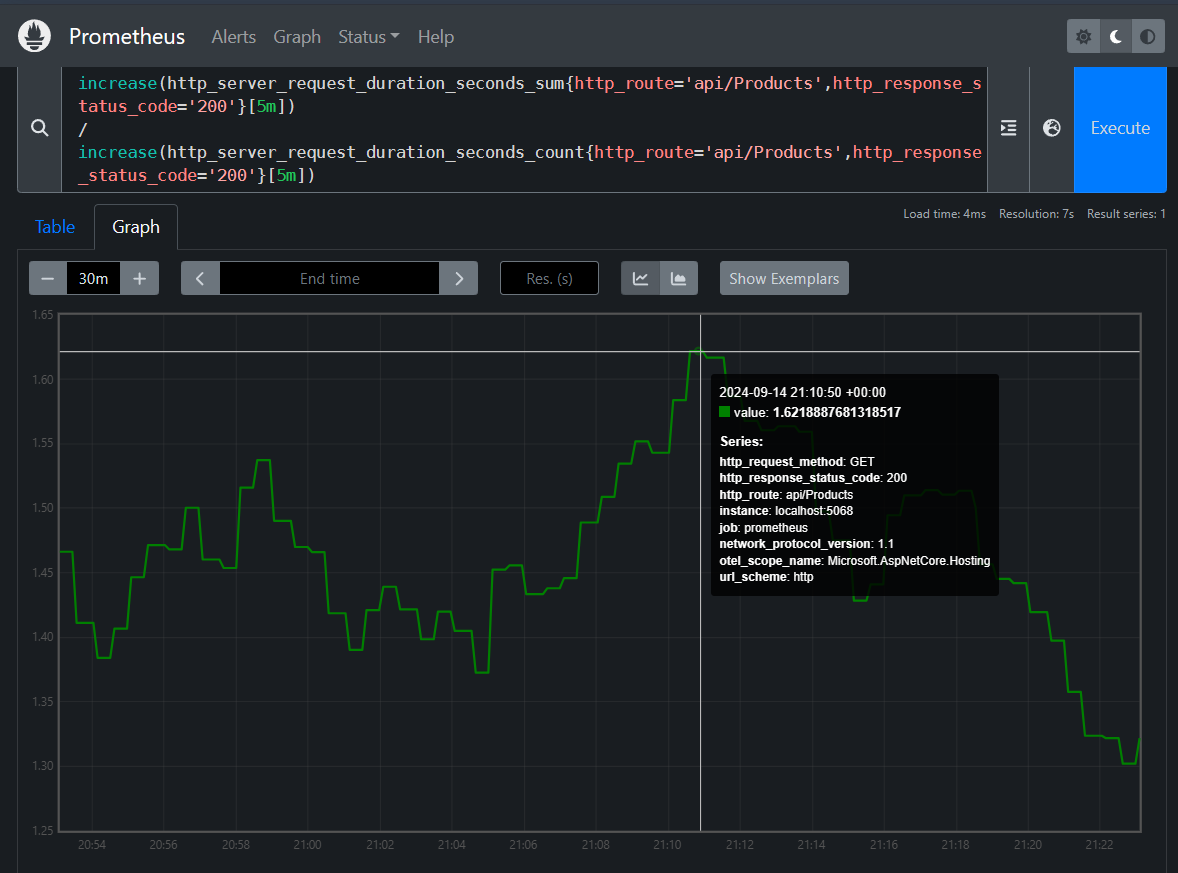 Prometheus Alerts Graph Status Help
increase(http_server_request_duration_seconds_sum{http_route='api/Products',http_response_s
tatus_code='200'}[5m])
/
increase(http_server_request_duration_seconds_count{http_route='api/Products',http_response
_status_code='200'}[5m])
Execute
Table Graph
Load time: 4ms Resolution: 7s Result series: 1
− 30m + End time Res. (s) Show Exemplars
1.65
1.60
1.55
1.50
1.45
1.40
1.35
1.30
1.25
2024-09-14 21:10:50 +00:00
value: 1.6218887681318517
Series:
http_request_method: GET
http_response_status_code: 200
http_route: api/Products
instance: localhost:5068
job: prometheus
network_protocol_version: 1.1
otel_scope_name: Microsoft.AspNetCore.Hosting
url_scheme: http
20:54 20:56 20:58 21:00 21:02 21:04 21:06 21:08 21:10 21:12 21:14 21:16 21:18 21:20 21:22